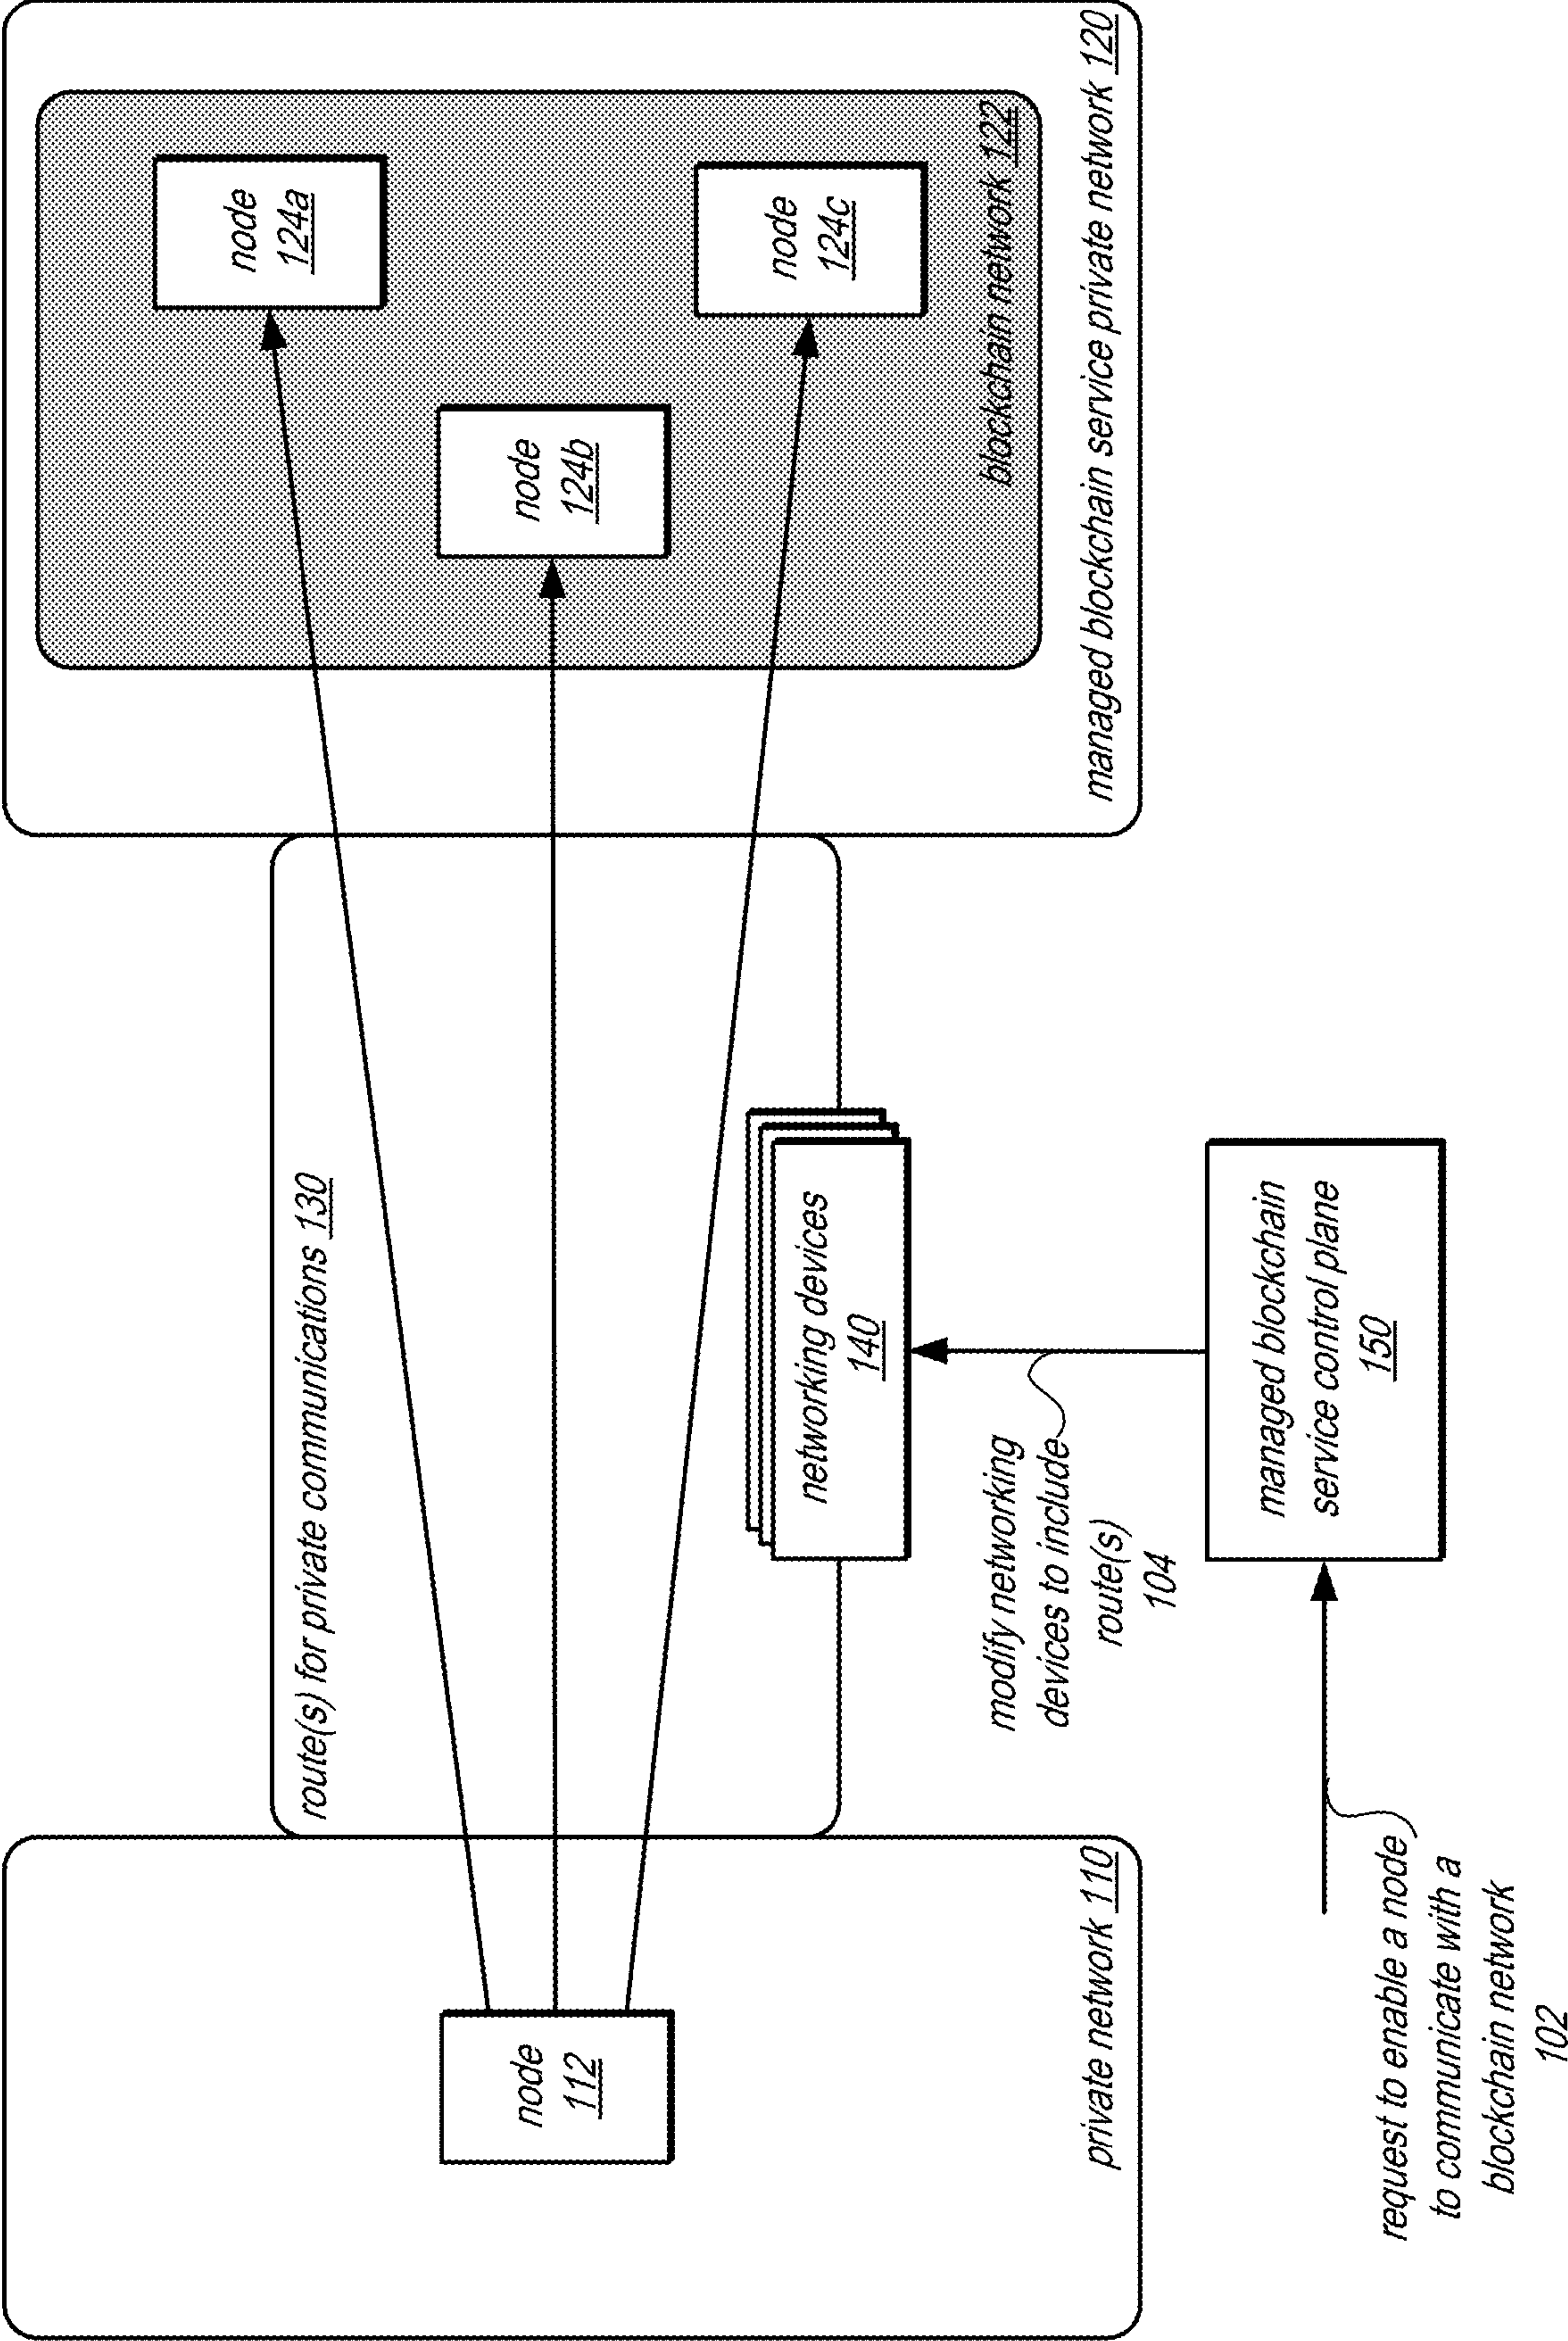 private network 110
node
112
route(s) for private communications 130
node
124a
node
124b
node
124c
blockchain network 122
managed blockchain service private network 120
networking devices
140
modify networking
devices to include
route(s)
104
managed blockchain
service control plane
150
request to enable a node
to communicate with a
blockchain network
102